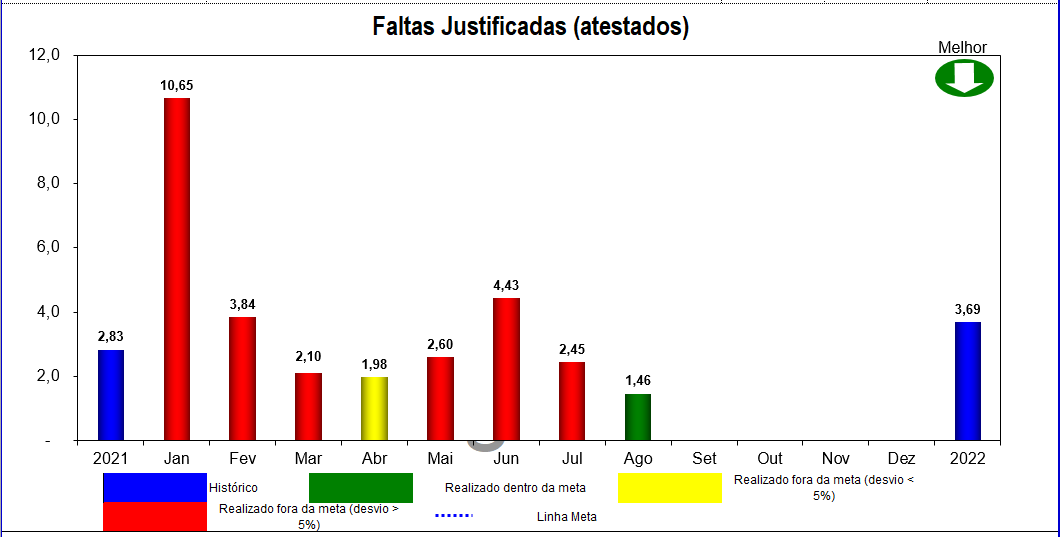 Faltas Justificadas (atestados)
Melhor
12,0
10,0
8,0
6,0
4,0
2,0
-
2,83
10,65
3,84
2,10
1,98
2,60
4,43
2,45
1,46
3,69
2021 Jan Fev Mar Abr Mai Jun Jul Ago Set Out Nov Dez 2022
Histórico
Realizado dentro da meta
Realizado fora da meta (desvio <
5%)
Realizado fora da meta (desvio >
5%)
Linha Meta